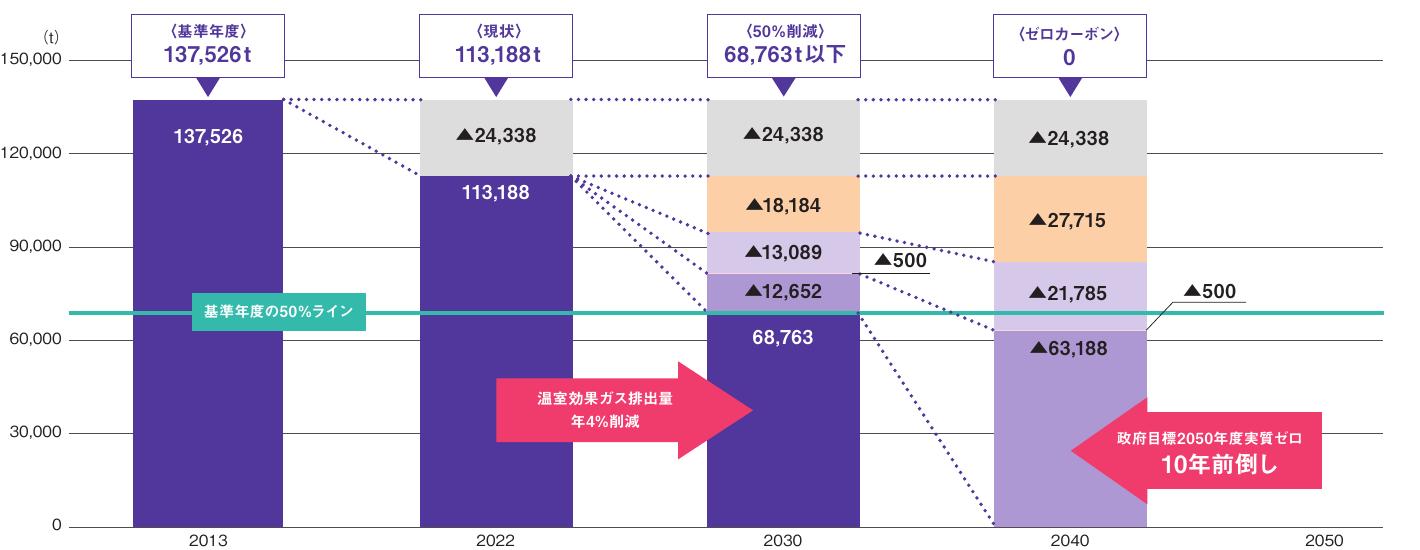 (t)
150,000
120,000
90,000
60,000
30,000
0
〈基準年度〉
137,526t
〈現状〉
113,188t
〈50%削減〉
68,763t以下
〈ゼロカーボン〉
0
137,526
▲24,338
113,188
▲24,338
▲18,184
▲13,089
▲500
▲12,652
68,763
▲24,338
▲27,715
▲21,785
▲500
▲63,188
基準年度の50%ライン
温室効果ガス排出量
年4%削減
政府目標2050年度実質ゼロ
10年前倒し
2013
2022
2030
2040
2050